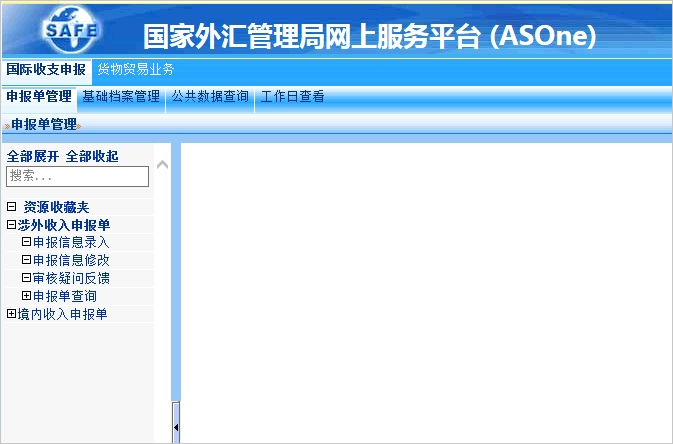 SAFE
国家外汇管理局网上服务平台 (ASOne)
国际收支申报 货物贸易业务
申报单管理 基础档案管理 公共数据查询 工作日查看
申报单管理
全部展开 全部收起
搜索...
资源收藏夹
涉外收入申报单
申报信息录入
申报信息修改
审核疑问反馈
申报单查询
境内收入申报单